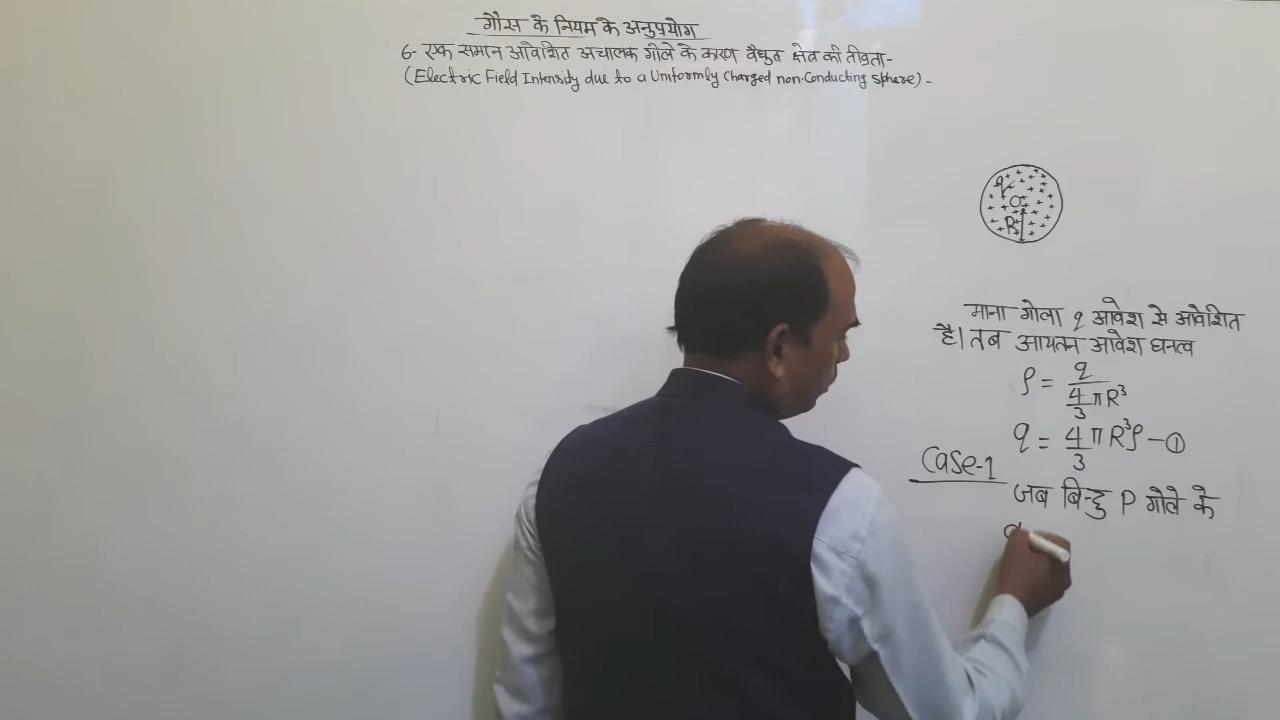 गौस के नियम के अनुप्रयोग
6- एक समान आवेशित अचालक गोले के कारण वैद्युत क्षेत्र की तीव्रता-
(Electric Field Intensity due to a Uniformly Charged non-Conducting Sphere) -
q
O
R
माना गोला q आवेश से आवेशित
है। तब आयतन आवेश घनत्व
ρ = q / 4/3 πR³
q = 4/3 πR³ρ - ①
Case-1
जब बिन्दु P गोले के